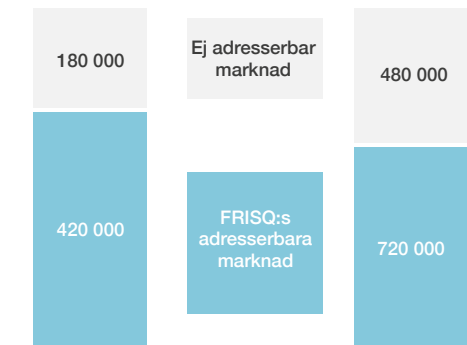 180 000
Ej adresserbar
marknad
480 000
420 000
FRISQ:s
adresserbara
marknad
720 000